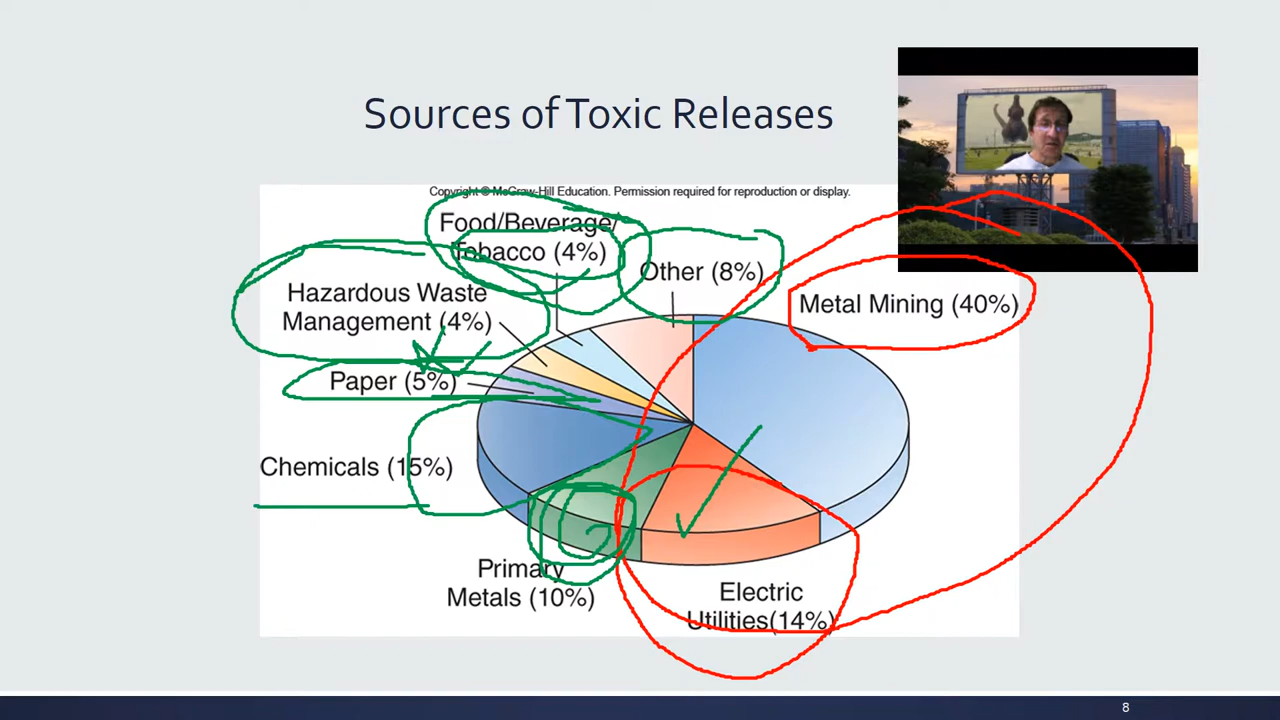 Sources of Toxic Releases
Copyright © McGraw-Hill Education. Permission required for reproduction or display.
Food/Beverage/
Tobacco (4%)
Other (8%)
Hazardous Waste
Management (4%)
Metal Mining (40%)
Paper (5%)
Chemicals (15%)
Primary
Metals (10%)
Electric
Utilities(14%)
8